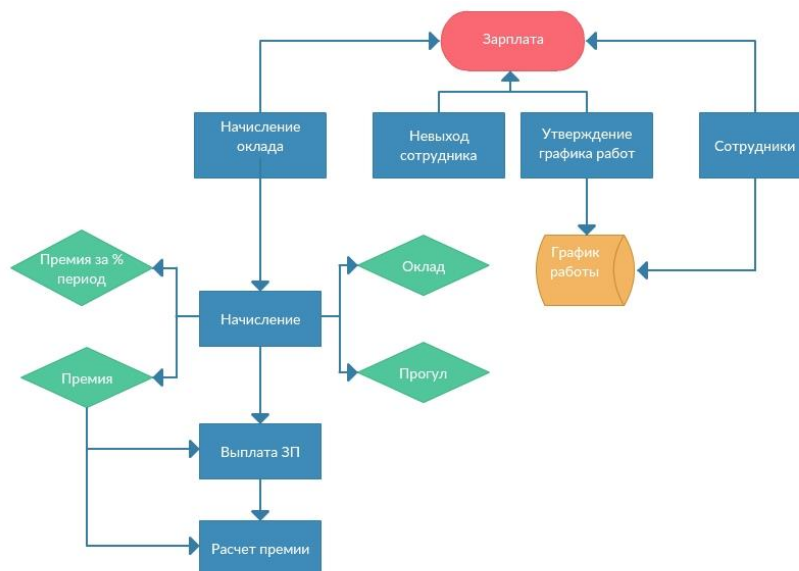 Зарплата
Начисление
оклада
Невыход
сотрудника
Утверждение
графика работ
Сотрудники
Премия за %
период
Оклад
График
работы
Начисление
Премия
Прогул
Выплата ЗП
Расчет премии